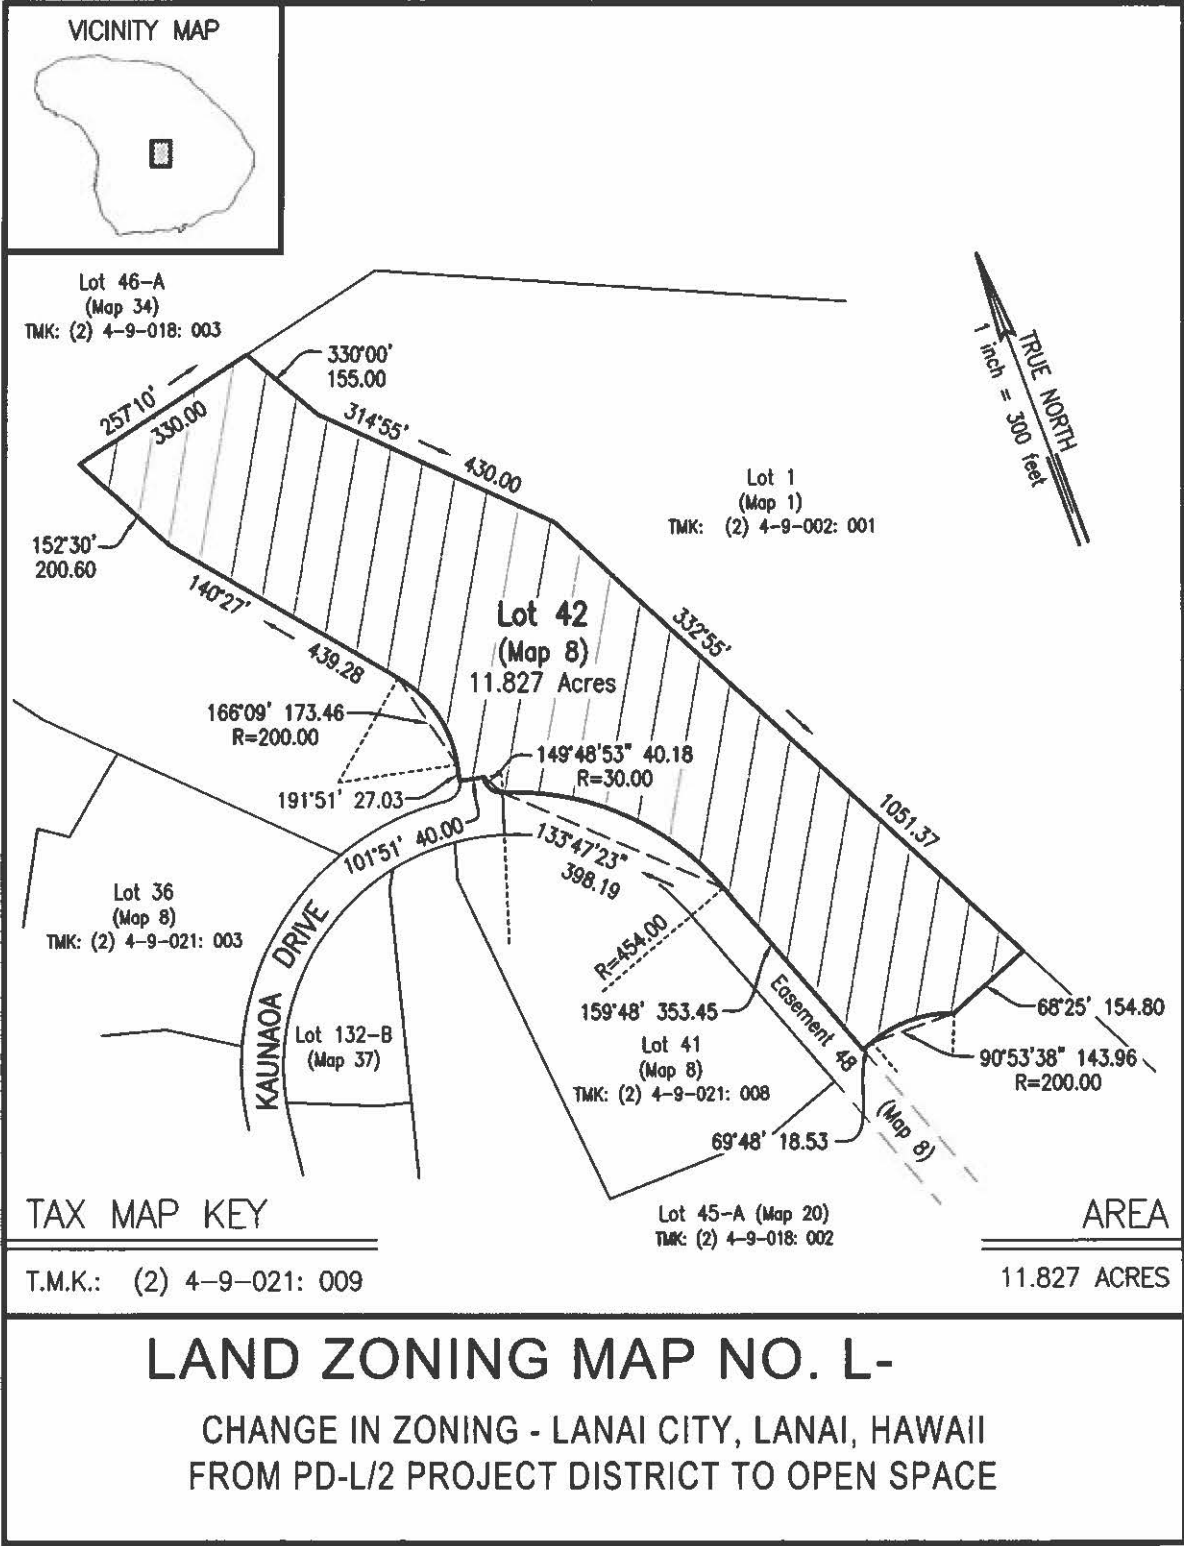 VICINITY MAP
Lot 46-A
(Map 34)
TMK: (2) 4-9-018: 003
330°00'
155.00
257°10'
330.00
314°55'
430.00
TRUE NORTH
1 inch = 300 feet
Lot 1
(Map 1)
TMK: (2) 4-9-002: 001
152°30'
200.60
140°27'
439.28
Lot 42
(Map 8)
11.827 Acres
332°55'
1051.37
166°09' 173.46
R=200.00
149°48'53" 40.18
R=30.00
191°51' 27.03
101°51' 40.00
133°47'23"
398.19
Lot 36
(Map 8)
TMK: (2) 4-9-021: 003
KAUNAOA DRIVE
R=454.00
159°48' 353.45
Easement 48
(Map 8)
68°25' 154.80
90°53'38" 143.96
R=200.00
Lot 132-B
(Map 37)
Lot 41
(Map 8)
TMK: (2) 4-9-021: 008
69°48' 18.53
Lot 45-A (Map 20)
TMK: (2) 4-9-018: 002
TAX MAP KEY
AREA
T.M.K.: (2) 4-9-021: 009
11.827 ACRES
LAND ZONING MAP NO. L-
CHANGE IN ZONING - LANAI CITY, LANAI, HAWAII
FROM PD-L/2 PROJECT DISTRICT TO OPEN SPACE